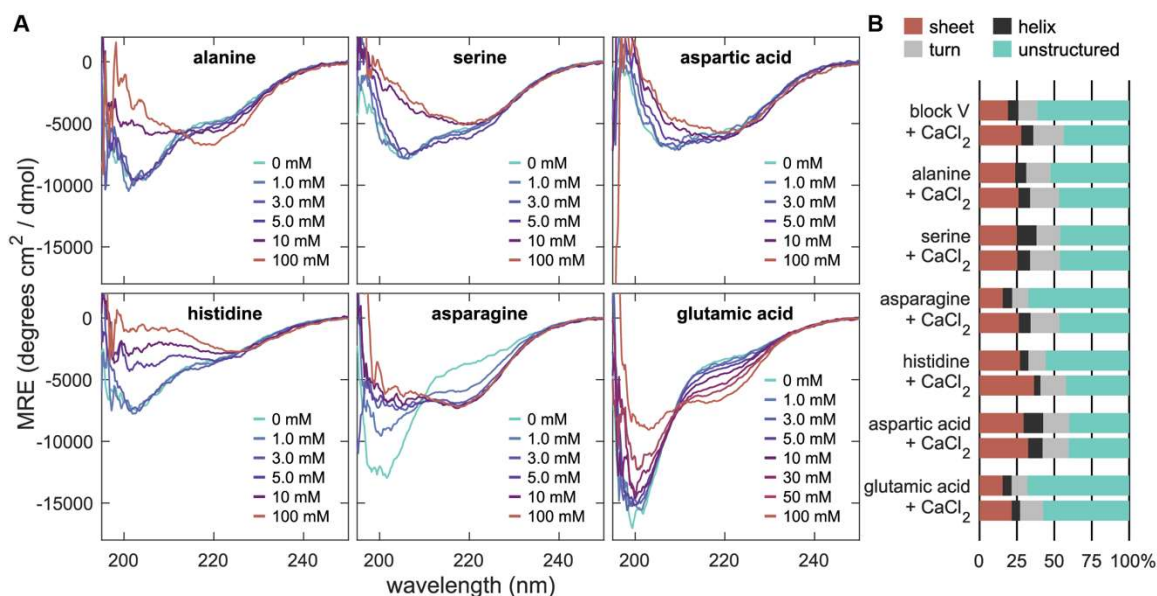 A
alanine
0 mM
1.0 mM
3.0 mM
5.0 mM
10 mM
100 mM
serine
0 mM
1.0 mM
3.0 mM
5.0 mM
10 mM
100 mM
aspartic acid
0 mM
1.0 mM
3.0 mM
5.0 mM
10 mM
100 mM
0
-5000
-10000
-15000
histidine
0 mM
1.0 mM
3.0 mM
5.0 mM
10 mM
100 mM
asparagine
0 mM
1.0 mM
3.0 mM
5.0 mM
10 mM
100 mM
glutamic acid
0 mM
1.0 mM
3.0 mM
5.0 mM
10 mM
30 mM
50 mM
100 mM
0
-5000
-10000
-15000
MRE (degrees cm² / dmol)
200 220 240 200 220 240 200 220 240
wavelength (nm)
B
sheet helix
turn unstructured
block V
+ CaCl₂
alanine
+ CaCl₂
serine
+ CaCl₂
asparagine
+ CaCl₂
histidine
+ CaCl₂
aspartic acid
+ CaCl₂
glutamic acid
+ CaCl₂
0 25 50 75 100%